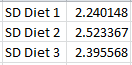 SD Diet 1 2.240148
SD Diet 2 2.523367
SD Diet 3 2.395568